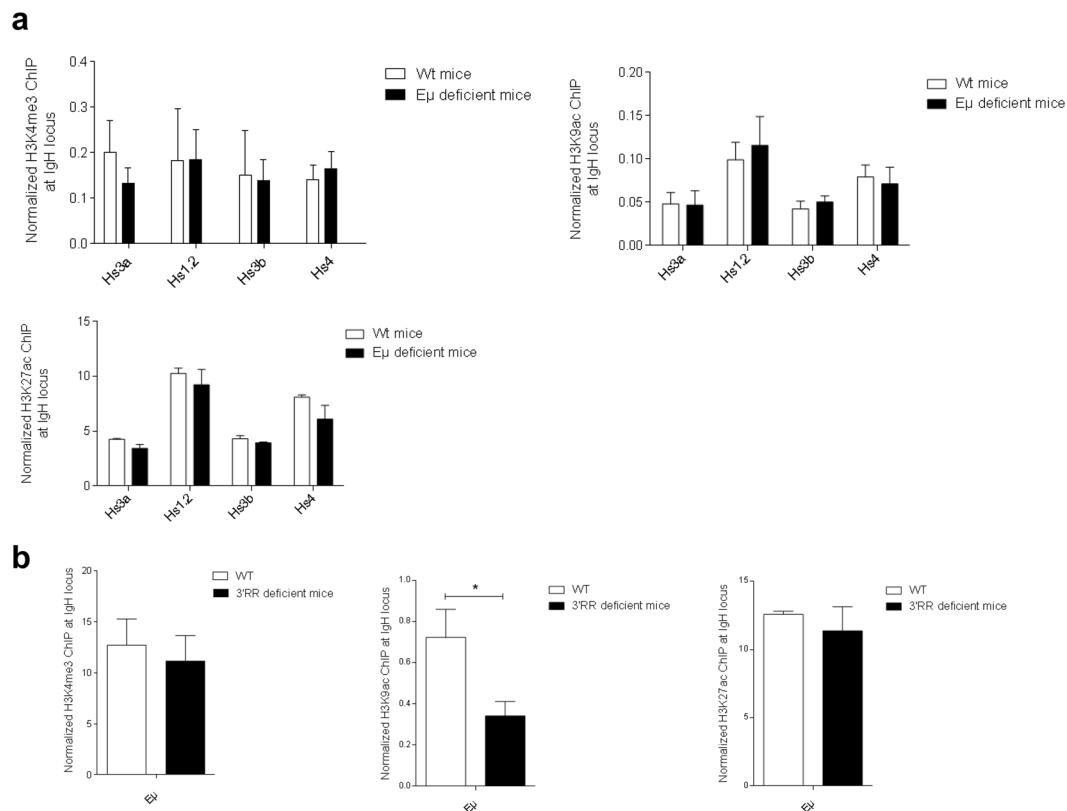 a
Normalized H3K4me3 ChIP
at IgH locus
0.4
0.3
0.2
0.1
0.0
Hs3a
Hs1.2
Hs3b
Hs4
Wt mice
Eµ deficient mice
Normalized H3K9ac ChIP
at IgH locus
0.20
0.15
0.10
0.05
0.00
Hs3a
Hs1.2
Hs3b
Hs4
Wt mice
Eµ deficient mice
Normalized H3K27ac ChIP
at IgH locus
15
10
5
0
Hs3a
Hs1.2
Hs3b
Hs4
Wt mice
Eµ deficient mice
b
Normalized H3K4me3 ChIP at IgH locus
20
15
10
5
0
Eµ
WT
3'RR deficient mice
Normalized H3K9ac ChIP at IgH locus
1.0
0.8
0.6
0.4
0.2
0.0
*
Eµ
WT
3'RR deficient mice
Normalized H3K27ac ChIP at IgH locus
15
10
5
0
Eµ
WT
3'RR deficient mice